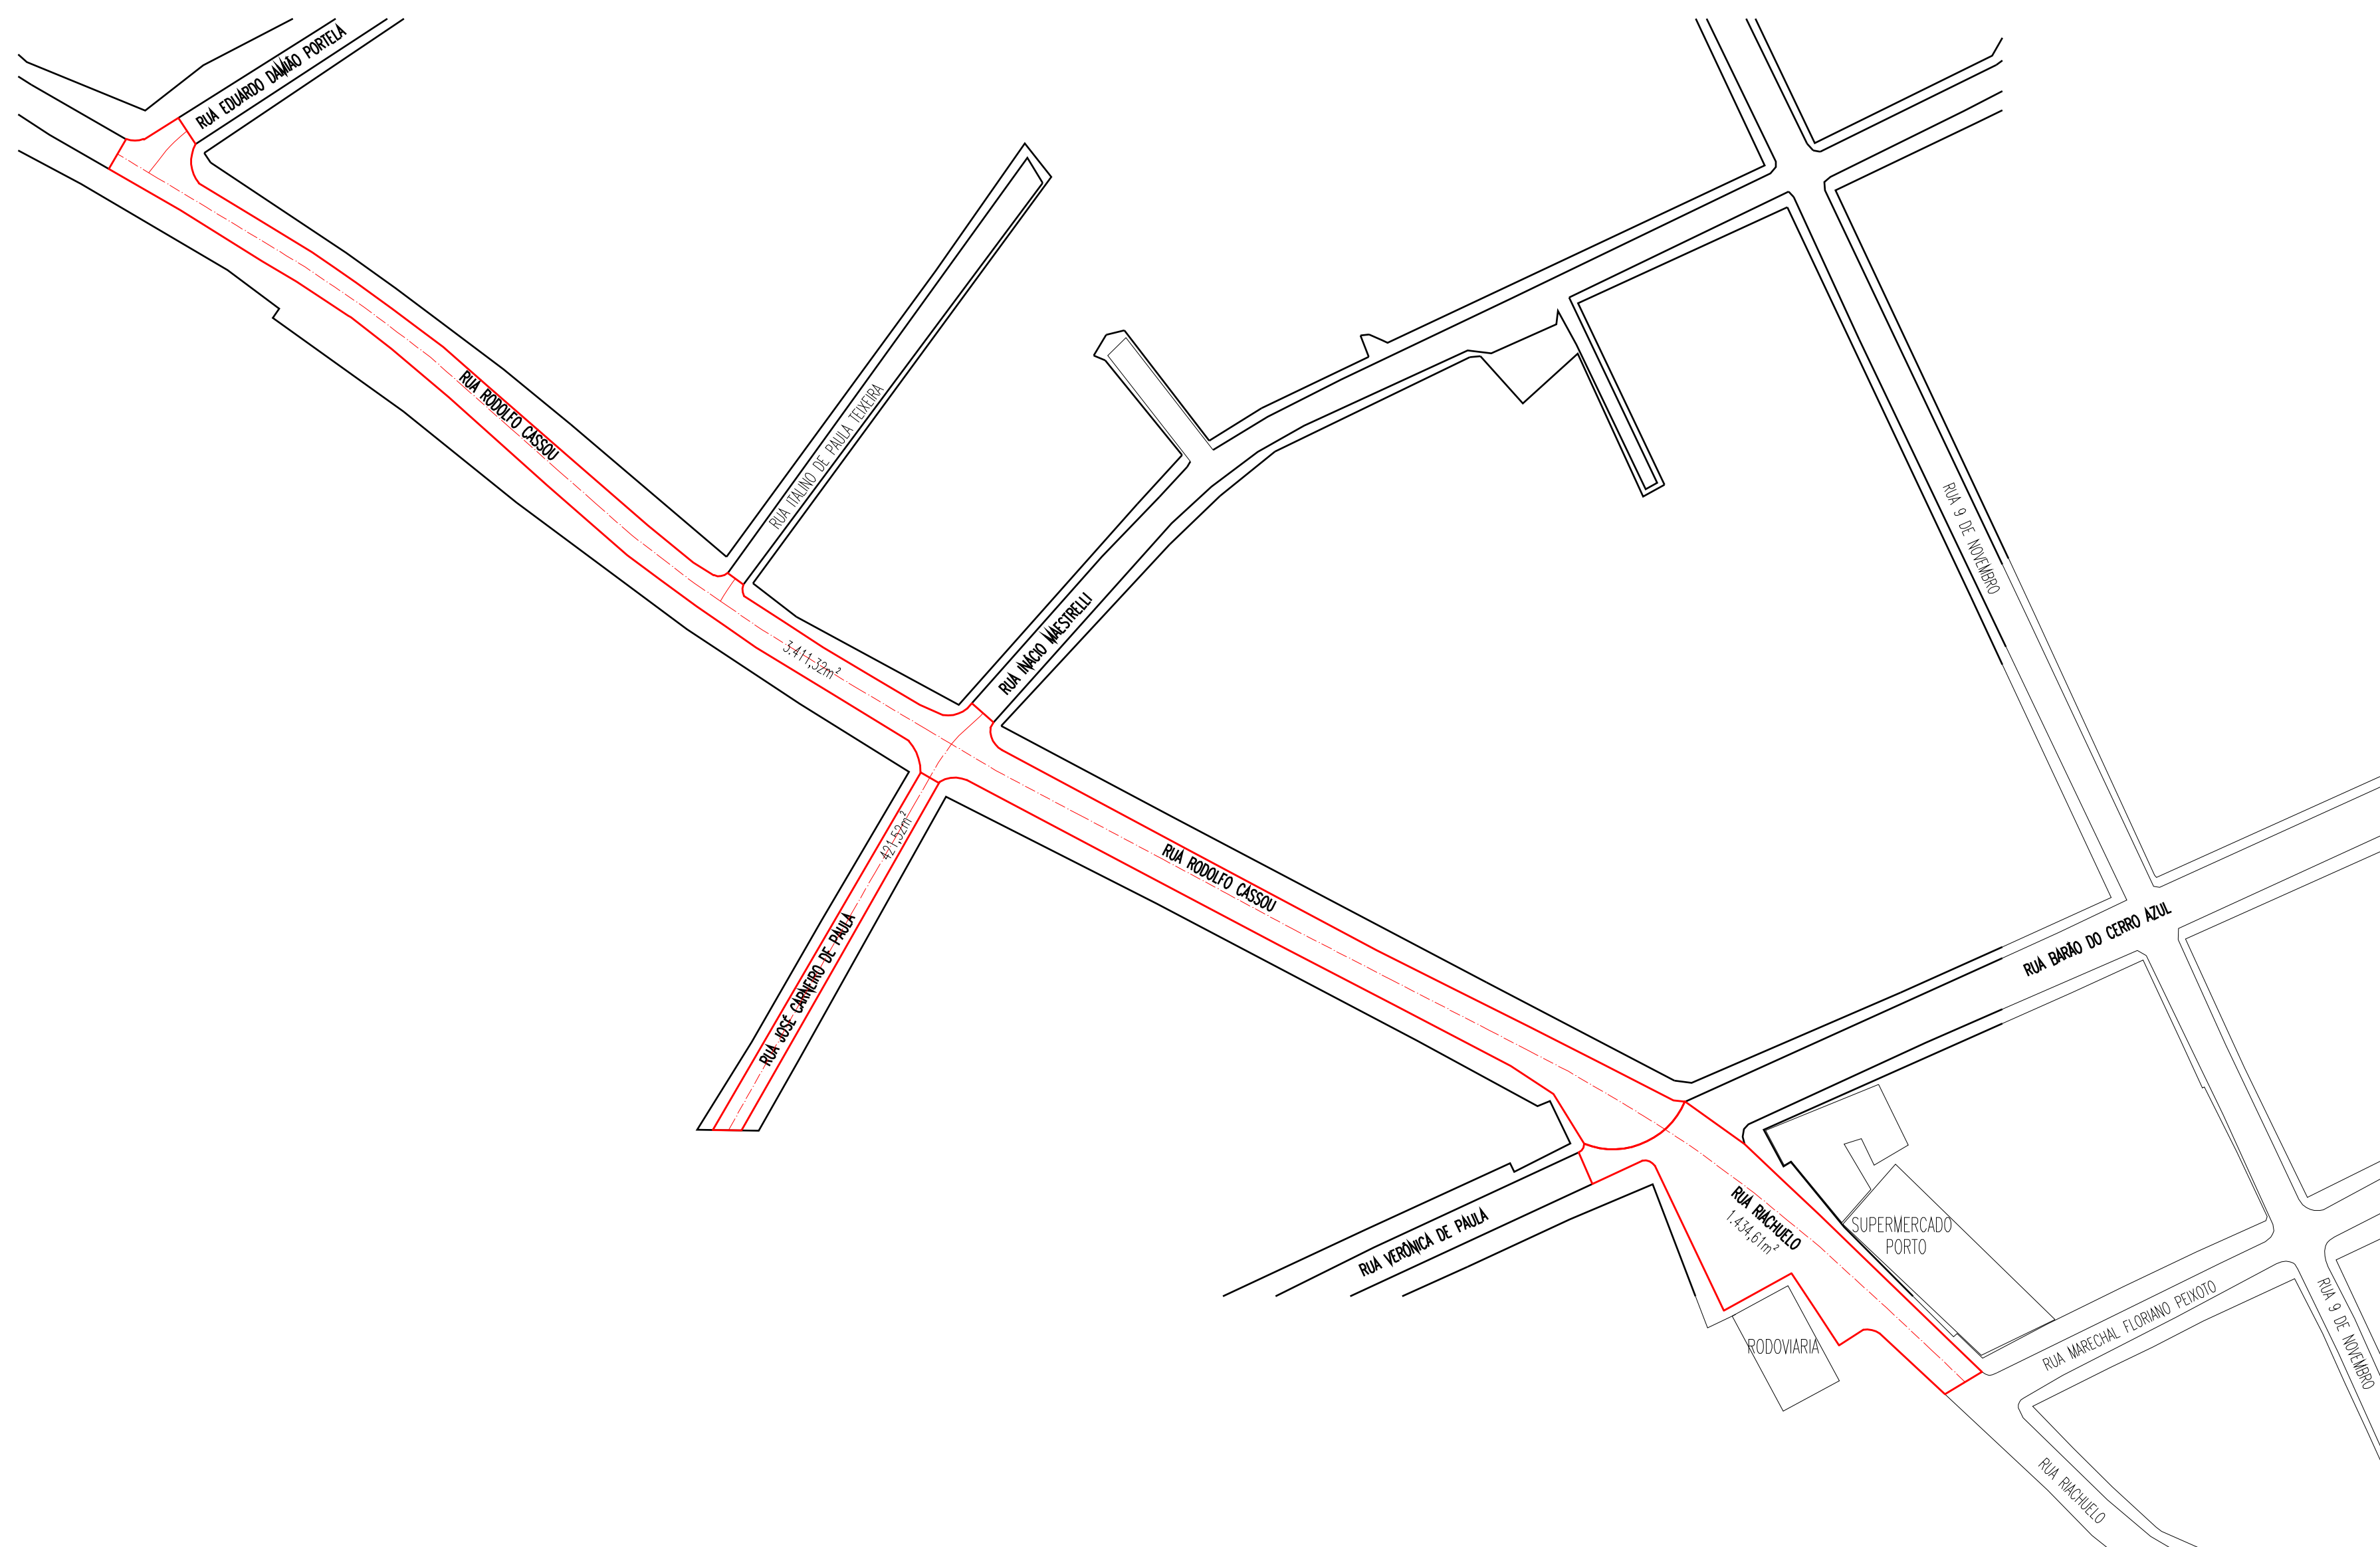 RUA EDUARDO DAMIÃO PORTELA
RUA RODOLFO CASSOU
RUA ITALINO DE PAULA TEIXEIRA
RUA INÁCIO MAESTRELLI
3.411,32m²
421,52m²
RUA JOSÉ CARNEIRO DE PAULA
RUA RODOLFO CASSOU
RUA 9 DE NOVEMBRO
RUA BARÃO DO CERRO AZUL
RUA VERÔNICA DE PAULA
RUA RIACHUELO
1.434,61m²
SUPERMERCADO
PORTO
RODOVIARIA
RUA MARECHAL FLORIANO PEIXOTO
RUA 9 DE NOVEMBRO
RUA RIACHUELO